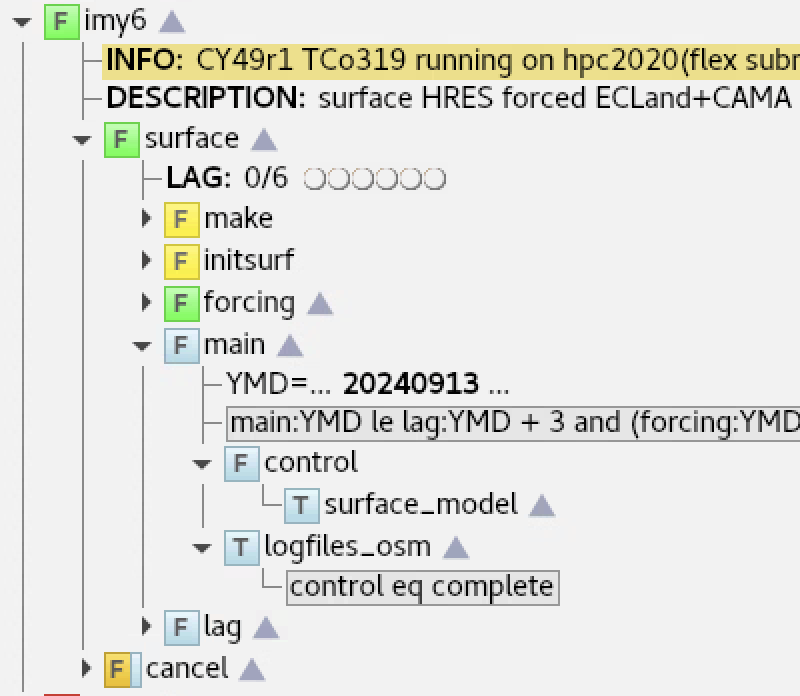 F imy6
INFO: CY49r1 TCo319 running on hpc2020(flex subr
DESCRIPTION: surface HRES forced ECLand+CAMA
F surface
LAG: 0/6
F make
F initsurf
F forcing
F main
YMD=... 20240913 ...
main:YMD le lag:YMD + 3 and (forcing:YMD
F control
T surface_model
T logfiles_osm
control eq complete
F lag
F cancel